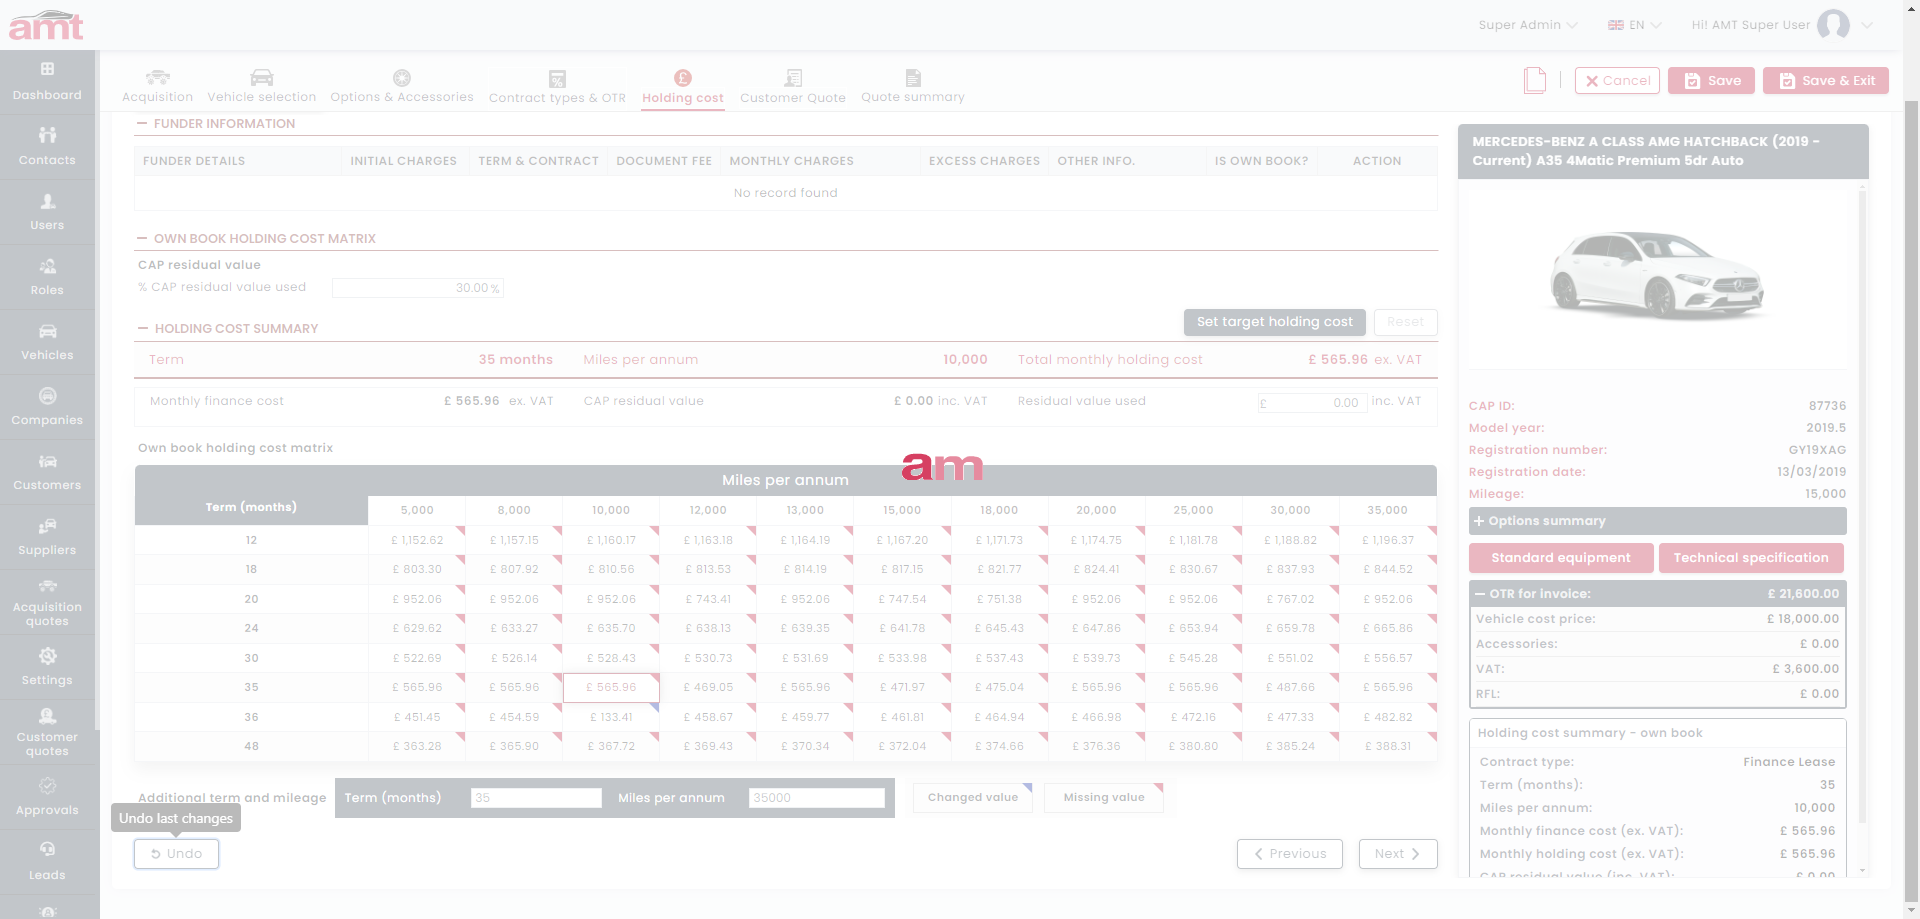 amt
Super Admin
EN
Hi! AMT Super User
Dashboard
Contacts
Users
Roles
Vehicles
Companies
Customers
Suppliers
Acquisition
quotes
Settings
Customer
quotes
Approvals
Leads
Acquisition
Vehicle selection
Options & Accessories
Contract types & OTR
Holding cost
Customer Quote
Quote summary
Cancel
Save
Save & Exit
FUNDER INFORMATION
FUNDER DETAILS INITIAL CHARGES TERM & CONTRACT DOCUMENT FEE MONTHLY CHARGES EXCESS CHARGES OTHER INFO. IS OWN BOOK? ACTION
No record found
OWN BOOK HOLDING COST MATRIX
CAP residual value
% CAP residual value used 30.00 %
HOLDING COST SUMMARY
Set target holding cost
Reset
Term 35 months Miles per annum 10,000 Total monthly holding cost £ 565.96 ex. VAT
Monthly finance cost £ 565.96 ex. VAT CAP residual value £ 0.00 inc. VAT Residual value used £ 0.00 inc. VAT
Own book holding cost matrix
am
Miles per annum
Term (months) 5,000 8,000 10,000 12,000 13,000 15,000 18,000 20,000 25,000 30,000 35,000
12 £ 1,152.62 £ 1,157.15 £ 1,160.17 £ 1,163.18 £ 1,164.19 £ 1,167.20 £ 1,171.73 £ 1,174.75 £ 1,181.78 £ 1,188.82 £ 1,196.37
18 £ 803.30 £ 807.92 £ 810.56 £ 813.53 £ 814.19 £ 817.15 £ 821.77 £ 824.41 £ 830.67 £ 837.93 £ 844.52
20 £ 952.06 £ 952.06 £ 952.06 £ 743.41 £ 952.06 £ 747.54 £ 751.38 £ 952.06 £ 952.06 £ 767.02 £ 952.06
24 £ 629.62 £ 633.27 £ 635.70 £ 638.13 £ 639.35 £ 641.78 £ 645.43 £ 647.86 £ 653.94 £ 659.78 £ 665.86
30 £ 522.69 £ 526.14 £ 528.43 £ 530.73 £ 531.69 £ 533.98 £ 537.43 £ 539.73 £ 545.28 £ 551.02 £ 556.57
35 £ 565.96 £ 565.96 £ 565.96 £ 469.05 £ 565.96 £ 471.97 £ 475.04 £ 565.96 £ 565.96 £ 487.66 £ 565.96
36 £ 451.45 £ 454.59 £ 133.41 £ 458.67 £ 459.77 £ 461.81 £ 464.94 £ 466.98 £ 472.16 £ 477.33 £ 482.82
48 £ 363.28 £ 365.90 £ 367.72 £ 369.43 £ 370.34 £ 372.04 £ 374.66 £ 376.36 £ 380.80 £ 385.24 £ 388.31
Additional term and mileage Term (months) 35 Miles per annum 35000
Changed value
Missing value
Undo last changes
Undo
Previous
Next
MERCEDES-BENZ A CLASS AMG HATCHBACK (2019 -
Current) A35 4Matic Premium 5dr Auto
CAP ID: 87736
Model year: 2019.5
Registration number: GY19XAG
Registration date: 13/03/2019
Mileage: 15,000
Options summary
Standard equipment
Technical specification
OTR for invoice: £ 21,600.00
Vehicle cost price: £ 18,000.00
Accessories: £ 0.00
VAT: £ 3,600.00
RFL: £ 0.00
Holding cost summary - own book
Contract type: Finance Lease
Term (months): 35
Miles per annum: 10,000
Monthly finance cost (ex. VAT): £ 565.96
Monthly holding cost (ex. VAT): £ 565.96
CAP residual value (inc. VAT): £ 0.00